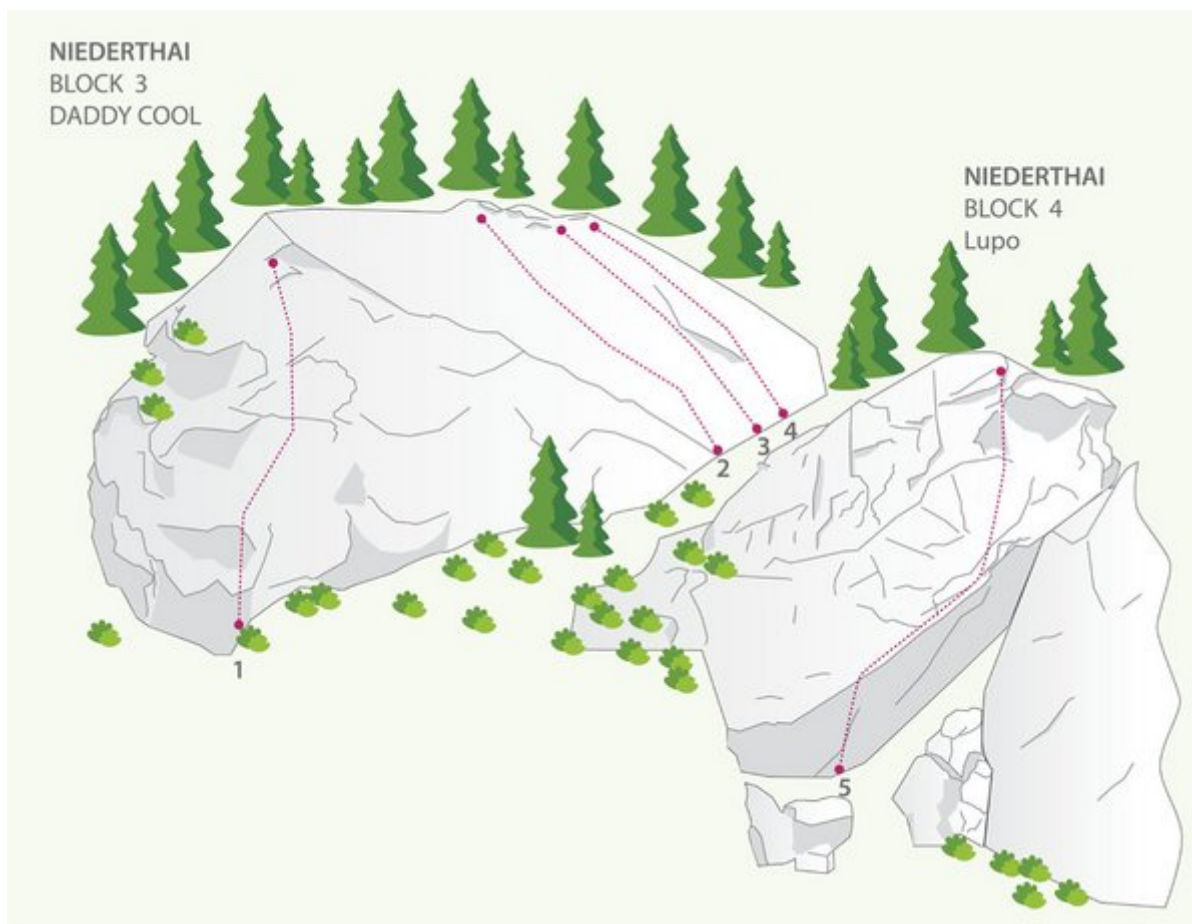 NIEDERTHAI
BLOCK 3
DADDY COOL
NIEDERTHAI
BLOCK 4
Lupo
1
2
3
4
5